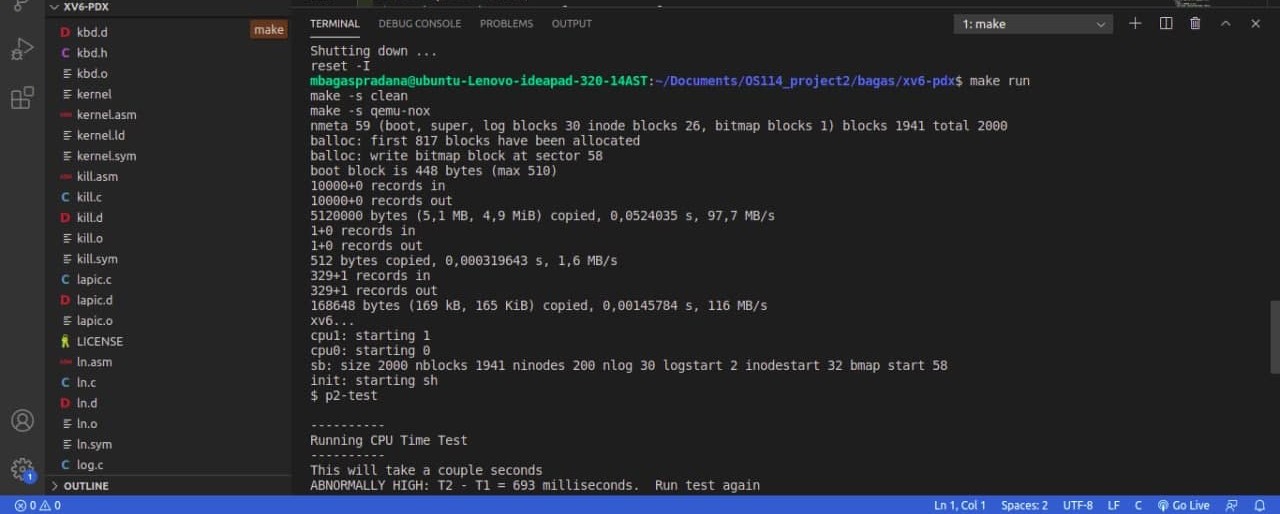 XV6-PDX
kbd.d
make
kbd.h
kbd.o
kernel
kernel.asm
kernel.ld
kernel.sym
kill.asm
kill.c
kill.d
kill.o
kill.sym
lapic.c
lapic.d
lapic.o
LICENSE
ln.asm
ln.c
ln.d
ln.o
ln.sym
log.c
OUTLINE
TERMINAL DEBUG CONSOLE PROBLEMS OUTPUT 1: make
Shutting down ...
reset -I
mbagaspradana@ubuntu-Lenovo-ideapad-320-14AST:~/Documents/OS114_project2/bagas/xv6-pdx$ make run
make -s clean
make -s qemu-nox
nmeta 59 (boot, super, log blocks 30 inode blocks 26, bitmap blocks 1) blocks 1941 total 2000
balloc: first 817 blocks have been allocated
balloc: write bitmap block at sector 58
boot block is 448 bytes (max 510)
10000+0 records in
10000+0 records out
5120000 bytes (5,1 MB, 4,9 MiB) copied, 0,0524035 s, 97,7 MB/s
1+0 records in
1+0 records out
512 bytes copied, 0,000319643 s, 1,6 MB/s
329+1 records in
329+1 records out
168648 bytes (169 kB, 165 KiB) copied, 0,00145784 s, 116 MB/s
xv6...
cpu1: starting 1
cpu0: starting 0
sb: size 2000 nblocks 1941 ninodes 200 nlog 30 logstart 2 inodestart 32 bmap start 58
init: starting sh
$ p2-test
----------
Running CPU Time Test
----------
This will take a couple seconds
ABNORMALLY HIGH: T2 - T1 = 693 milliseconds.  Run test again
1
0 0 Ln 1, Col 1 Spaces: 2 UTF-8 LF C Go Live